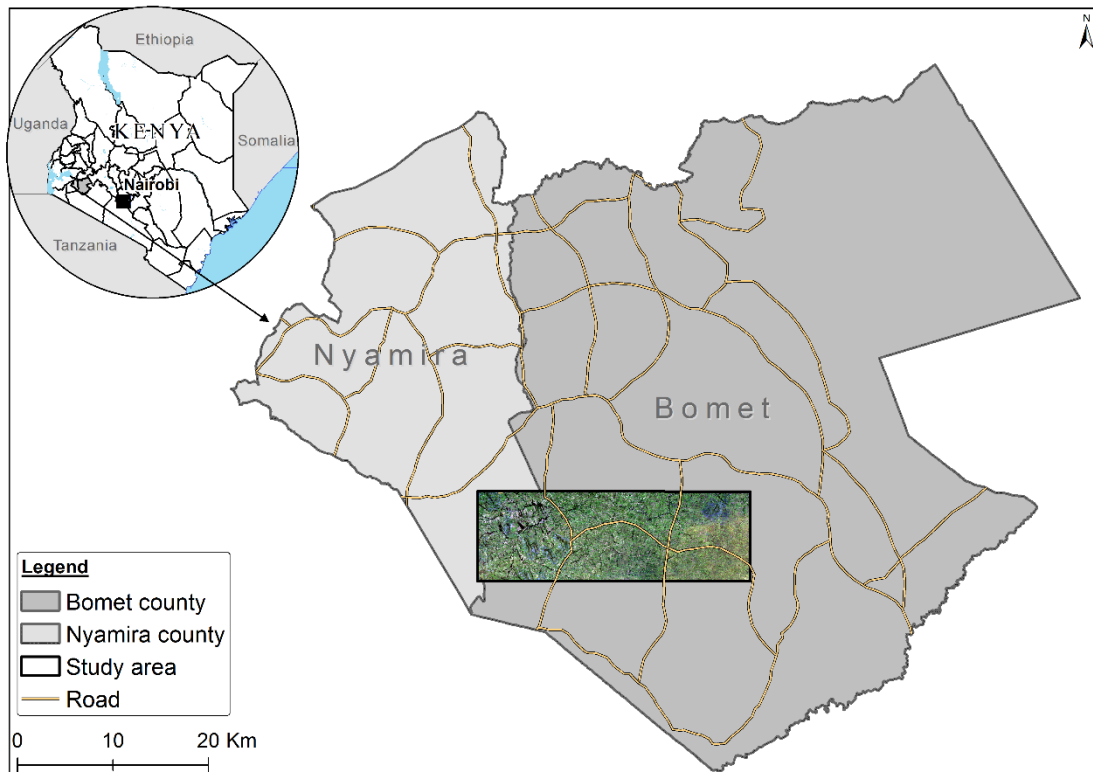 Ethiopia
Uganda
KENYA
Somalia
Nairobi
Tanzania
N
Nyamira
Bomet
Legend
Bomet county
Nyamira county
Study area
Road
0 10 20 Km